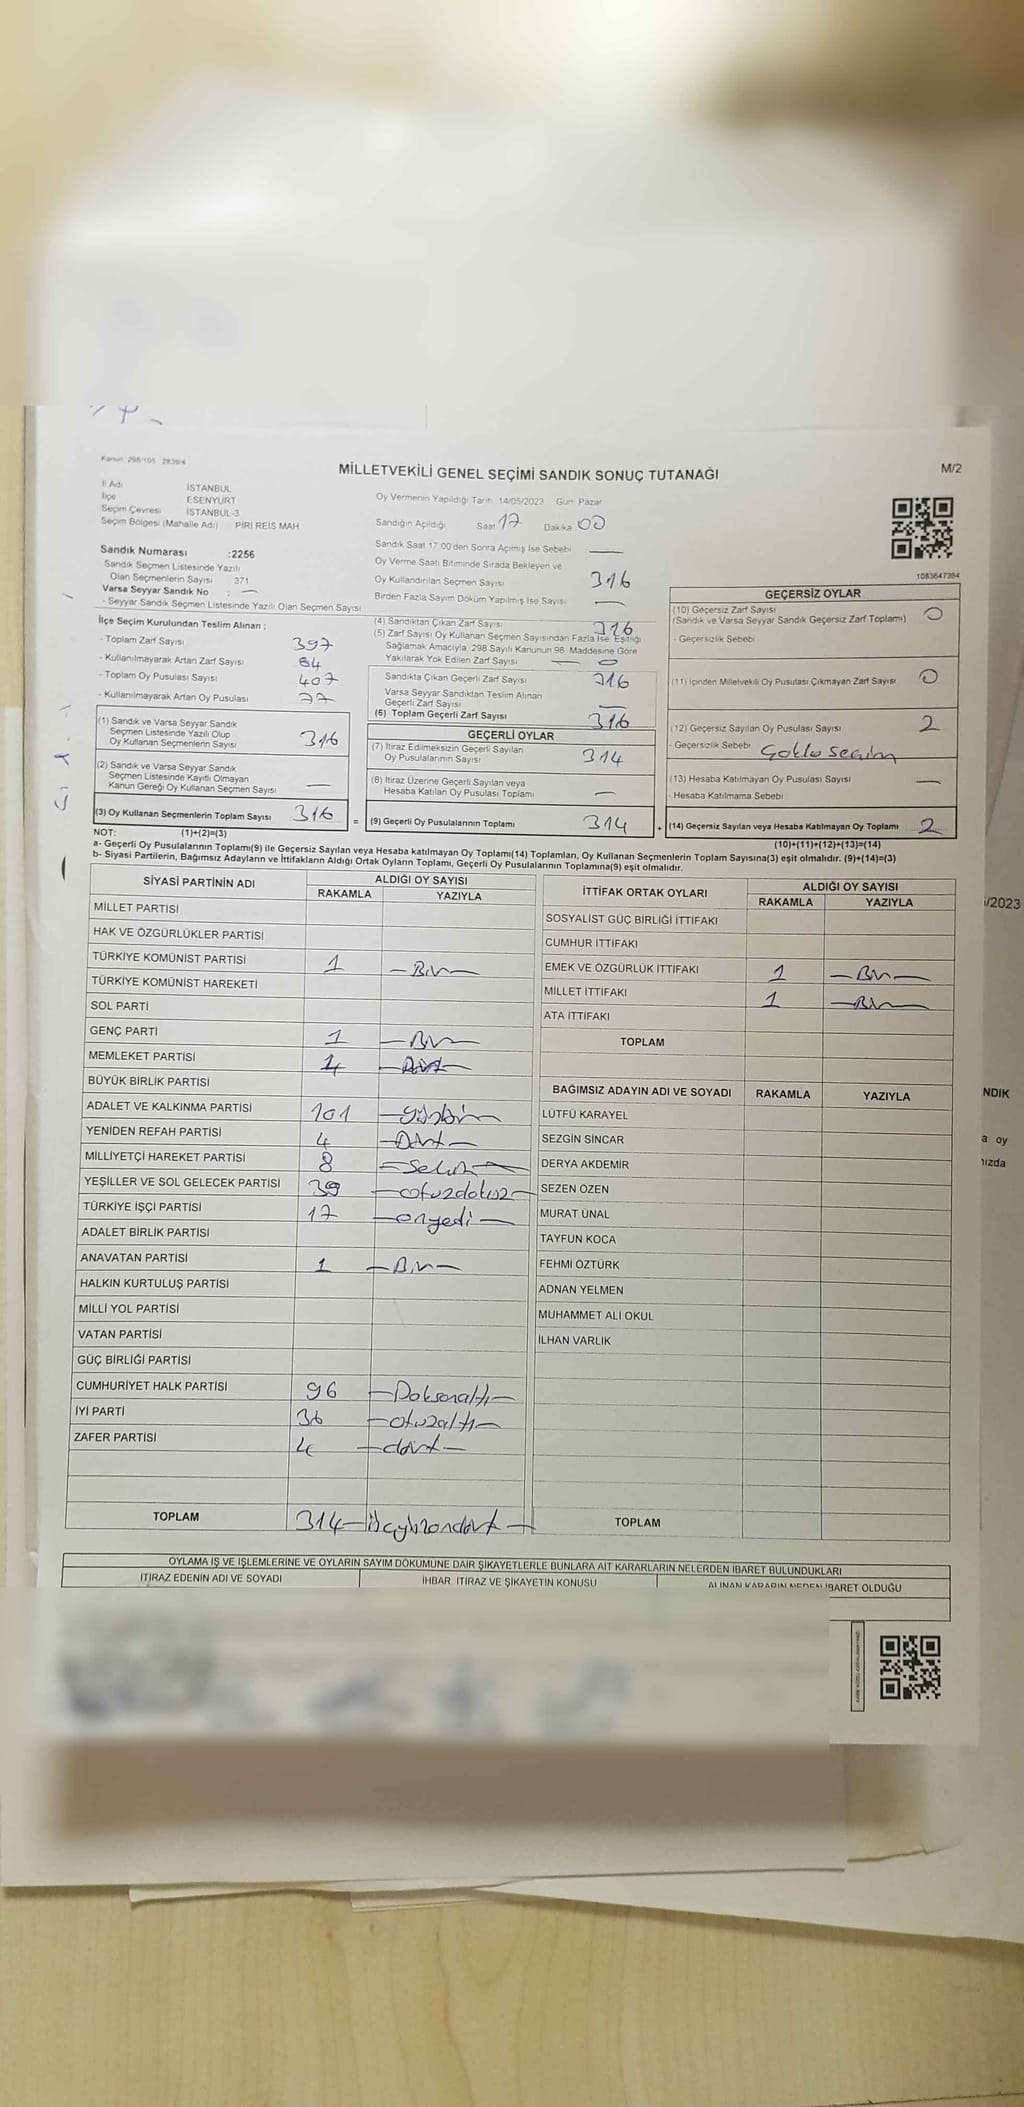 Kanun: 298/105 2839/4
MİLLETVEKİLİ GENEL SEÇİMİ SANDIK SONUÇ TUTANAĞI
M/2
İl Adı İSTANBUL
İlçe ESENYURT
Seçim Çevresi İSTANBUL-3
Seçim Bölgesi (Mahalle Adı) PİRİ REİS MAH
Oy Vermenin Yapıldığı Tarih 14/05/2023 Gün Pazar
Sandığın Açıldığı Saat 17 Dakika 00
Sandık Saat 17:00'den Sonra Açılmış İse Sebebi —
Oy Verme Saati Bitiminde Sırada Bekleyen ve
Oy Kullandırılan Seçmen Sayısı 316
Birden Fazla Sayım Döküm Yapılmış İse Sayısı —
1083647384
Sandık Numarası :2256
Sandık Seçmen Listesinde Yazılı
Olan Seçmenlerin Sayısı 371
Varsa Seyyar Sandık No : —
- Seyyar Sandık Seçmen Listesinde Yazılı Olan Seçmen Sayısı
İlçe Seçim Kurulundan Teslim Alınan ;
- Toplam Zarf Sayısı 397
- Kullanılmayarak Artan Zarf Sayısı 84
- Toplam Oy Pusulası Sayısı 407
- Kullanılmayarak Artan Oy Pusulası 77
(1) Sandık ve Varsa Seyyar Sandık
Seçmen Listesinde Yazılı Olup
Oy Kullanan Seçmenlerin Sayısı 316
(2) Sandık ve Varsa Seyyar Sandık
Seçmen Listesinde Kayıtlı Olmayan
Kanun Gereği Oy Kullanan Seçmen Sayısı —
(3) Oy Kullanan Seçmenlerin Toplam Sayısı 316
(4) Sandıktan Çıkan Zarf Sayısı 316
(5) Zarf Sayısı Oy Kullanan Seçmen Sayısından Fazla İse, Eşitliği
Sağlamak Amacıyla, 298 Sayılı Kanunun 98. Maddesine Göre
Yakılarak Yok Edilen Zarf Sayısı — 0
Sandıkta Çıkan Geçerli Zarf Sayısı 316
Varsa Seyyar Sandıktan Teslim Alınan
Geçerli Zarf Sayısı —
(6) Toplam Geçerli Zarf Sayısı 316
GEÇERLİ OYLAR
(7) İtiraz Edilmeksizin Geçerli Sayılan
Oy Pusulalarının Sayısı 314
(8) İtiraz Üzerine Geçerli Sayılan veya
Hesaba Katılan Oy Pusulası Toplamı —
= (9) Geçerli Oy Pusulalarının Toplamı 314
GEÇERSİZ OYLAR
(10) Geçersiz Zarf Sayısı 0
(Sandık ve Varsa Seyyar Sandık Geçersiz Zarf Toplamı)
- Geçersizlik Sebebi
(11) İçinden Milletvekili Oy Pusulası Çıkmayan Zarf Sayısı 0
(12) Geçersiz Sayılan Oy Pusulası Sayısı 2
- Geçersizlik Sebebi Çoklu seçim
(13) Hesaba Katılmayan Oy Pusulası Sayısı —
- Hesaba Katılmama Sebebi
+ (14) Geçersiz Sayılan veya Hesaba Katılmayan Oy Toplamı 2
NOT: (1)+(2)=(3) (10)+(11)+(12)+(13)=(14)
a- Geçerli Oy Pusulalarının Toplamı(9) ile Geçersiz Sayılan veya Hesaba katılmayan Oy Toplamı(14) Toplamları, Oy Kullanan Seçmenlerin Toplam Sayısına(3) eşit olmalıdır. (9)+(14)=(3)
b- Siyasi Partilerin, Bağımsız Adayların ve İttifakların Aldığı Ortak Oyların Toplamı, Geçerli Oy Pusulalarının Toplamına(9) eşit olmalıdır.
SİYASİ PARTİNİN ADI ALDIĞI OY SAYISI
RAKAMLA YAZIYLA
MİLLET PARTİSİ
HAK VE ÖZGÜRLÜKLER PARTİSİ
TÜRKİYE KOMÜNİST PARTİSİ 1 — Bir —
TÜRKİYE KOMÜNİST HAREKETİ
SOL PARTİ
GENÇ PARTİ 1 — Bir —
MEMLEKET PARTİSİ 4 — Dört —
BÜYÜK BİRLİK PARTİSİ
ADALET VE KALKINMA PARTİSİ 101 — yüzbir
YENİDEN REFAH PARTİSİ 4 — Dört —
MİLLİYETÇİ HAREKET PARTİSİ 8 — Sekiz —
YEŞİLLER VE SOL GELECEK PARTİSİ 39 — otuzdokuz —
TÜRKİYE İŞÇİ PARTİSİ 17 — onyedi —
ADALET BİRLİK PARTİSİ
ANAVATAN PARTİSİ 1 — Bir —
HALKIN KURTULUŞ PARTİSİ
MİLLİ YOL PARTİSİ
VATAN PARTİSİ
GÜÇ BİRLİĞİ PARTİSİ
CUMHURİYET HALK PARTİSİ 96 — Doksanaltı —
İYİ PARTİ 36 — otuzaltı —
ZAFER PARTİSİ 4 — dört —
TOPLAM 314 — üçyüzondört —
İTTİFAK ORTAK OYLARI ALDIĞI OY SAYISI
RAKAMLA YAZIYLA
SOSYALİST GÜÇ BİRLİĞİ İTTİFAKI
CUMHUR İTTİFAKI
EMEK VE ÖZGÜRLÜK İTTİFAKI 1 — Bir —
MİLLET İTTİFAKI 1 — Bir —
ATA İTTİFAKI
TOPLAM
BAĞIMSIZ ADAYIN ADI VE SOYADI RAKAMLA YAZIYLA
LÜTFÜ KARAYEL
SEZGİN SİNCAR
DERYA AKDEMİR
SEZEN ÖZEN
MURAT ÜNAL
TAYFUN KOCA
FEHMİ ÖZTÜRK
ADNAN YELMEN
MUHAMMET ALİ OKUL
İLHAN VARLIK
TOPLAM
OYLAMA İŞ VE İŞLEMLERİNE VE OYLARIN SAYIM DÖKÜMÜNE DAİR ŞİKAYETLERLE BUNLARA AİT KARARLARIN NELERDEN İBARET BULUNDUKLARI
İTİRAZ EDENİN ADI VE SOYADI İHBAR İTİRAZ VE ŞİKAYETİN KONUSU ALINAN KARARIN NEDEN İBARET OLDUĞU
/2023
NDIK
a oy
ızda